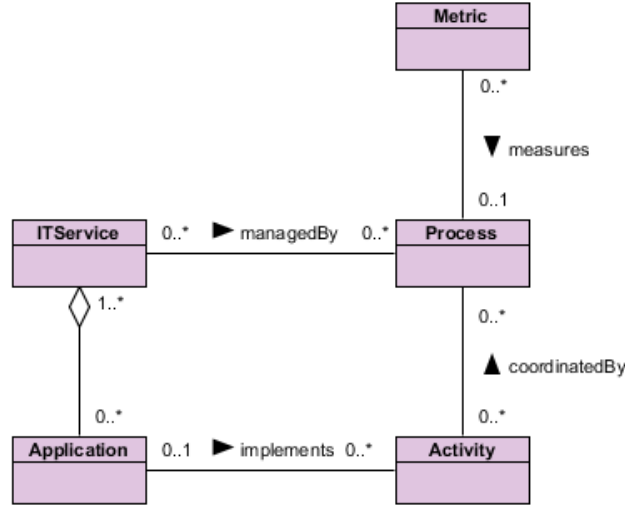 Metric
0..*
measures
0..1
ITService
0..* managedBy 0..*
Process
1..*
0..*
coordinatedBy
0..*
0..*
Application
0..1 implements 0..*
Activity